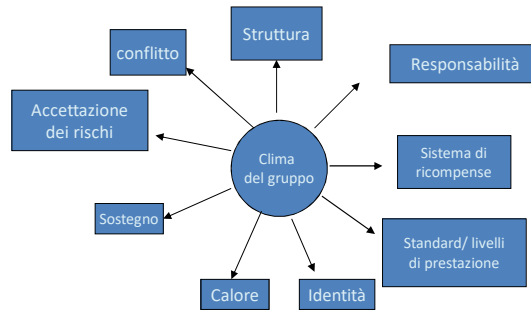 Struttura
conflitto
Responsabilità
Accettazione
dei rischi
Clima
del gruppo
Sistema di
ricompense
Sostegno
Standard/ livelli
di prestazione
Calore
Identità